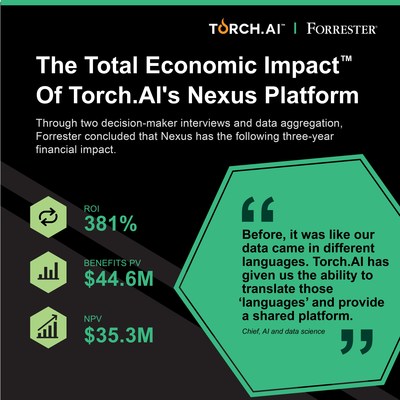 TORCH.AI™ | FORRESTER®
The Total Economic Impact™
Of Torch.AI's Nexus Platform
Through two decision-maker interviews and data aggregation,
Forrester concluded that Nexus has the following three-year
financial impact.
ROI
381%
BENEFITS PV
$44.6M
NPV
$35.3M
“
Before, it was like our
data came in different
languages. Torch.AI has
given us the ability to
translate those
‘languages’ and provide
a shared platform.
Chief, AI and data science
”